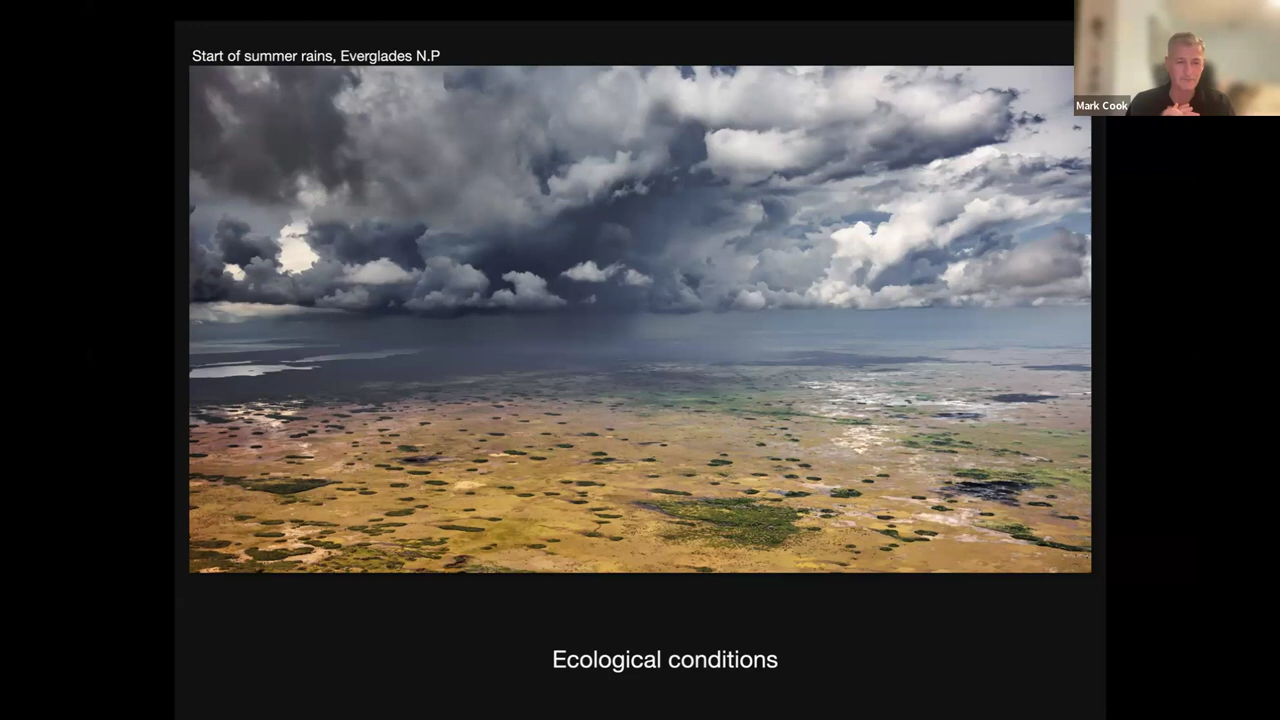 Start of summer rains, Everglades N.P
Mark Cook
Ecological conditions